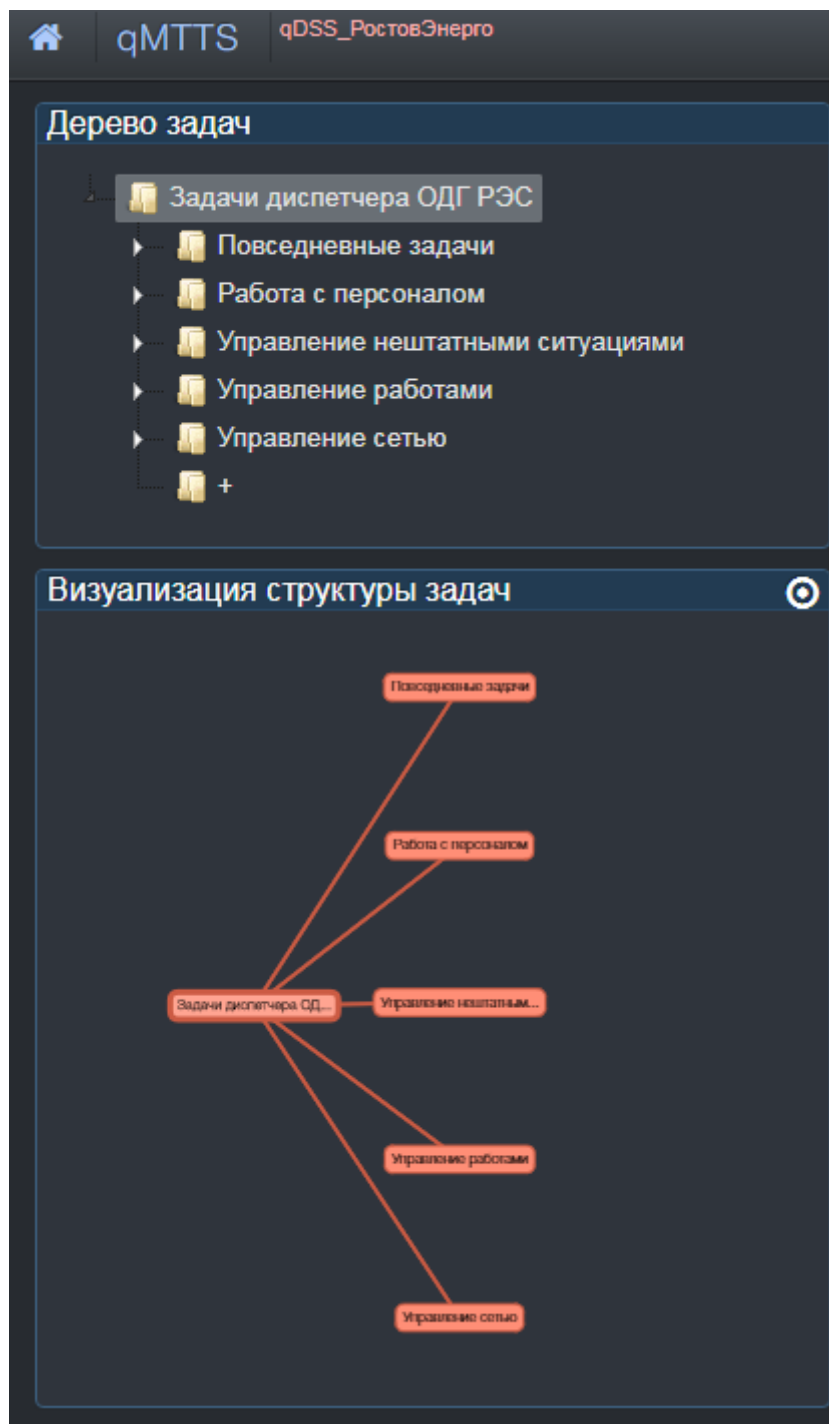 qMTTS
qDSS_РостовЭнерго
Дерево задач
Задачи диспетчера ОДГ РЭС
Повседневные задачи
Работа с персоналом
Управление нештатными ситуациями
Управление работами
Управление сетью
+
Визуализация структуры задач
Повседневные задачи
Работа с персоналом
Задачи диспетчера ОД...
Управление нештатным...
Управление работами
Управление сетью